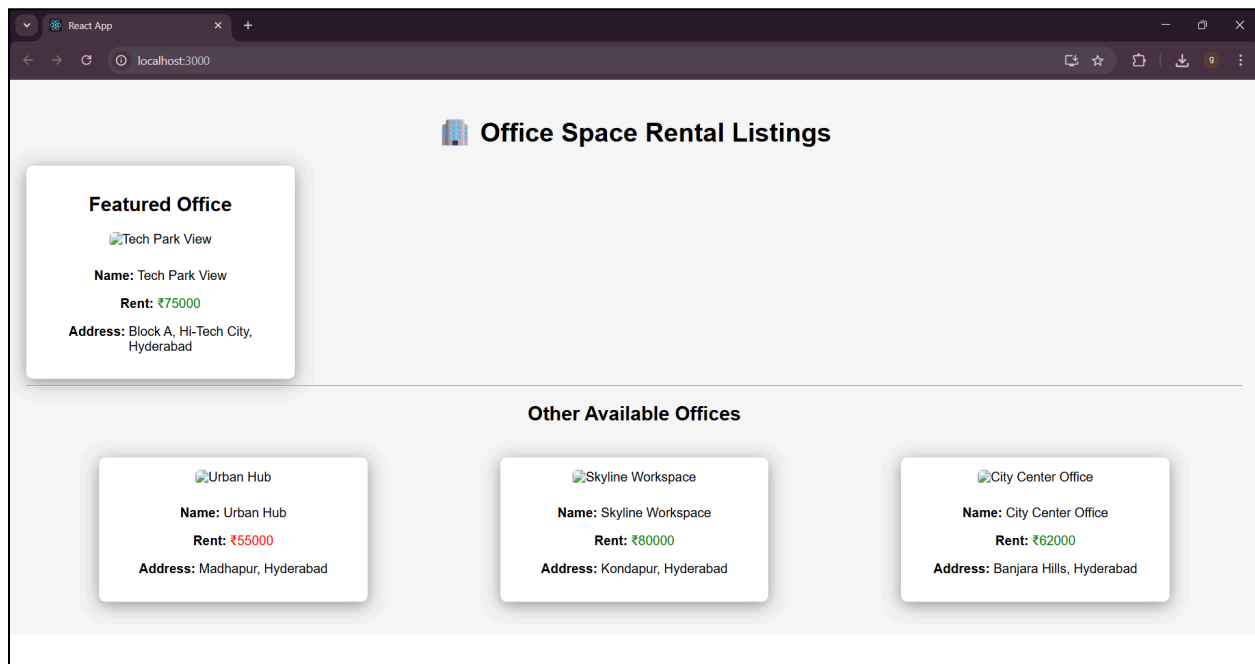 React App
localhost:3000
g
🏢 Office Space Rental Listings
Featured Office
Tech Park View
Name: Tech Park View
Rent: ₹75000
Address: Block A, Hi-Tech City,
Hyderabad
Other Available Offices
Urban Hub
Name: Urban Hub
Rent: ₹55000
Address: Madhapur, Hyderabad
Skyline Workspace
Name: Skyline Workspace
Rent: ₹80000
Address: Kondapur, Hyderabad
City Center Office
Name: City Center Office
Rent: ₹62000
Address: Banjara Hills, Hyderabad